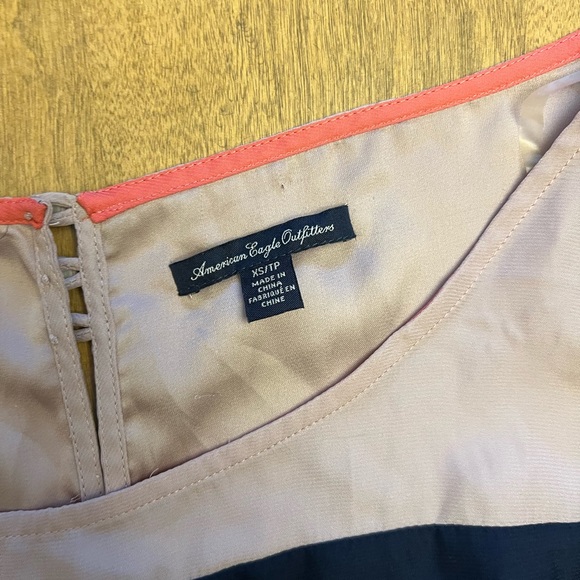 American Eagle Outfitters
XS/TP
MADE IN
CHINA
FABRIQUÉ EN
CHINE